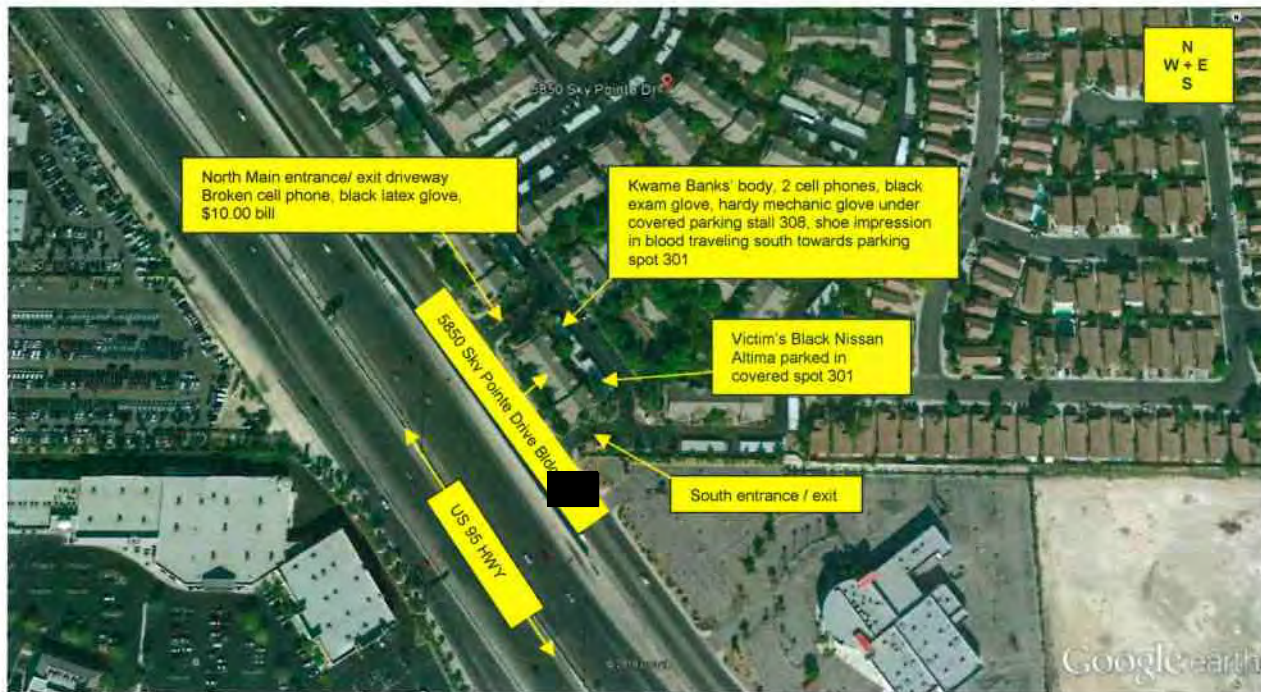 N
W + E
S
5850 Sky Pointe Dr
North Main entrance/ exit driveway
Broken cell phone, black latex glove,
$10.00 bill
Kwame Banks' body, 2 cell phones, black
exam glove, hardy mechanic glove under
covered parking stall 308, shoe impression
in blood traveling south towards parking
spot 301
Victim's Black Nissan
Altima parked in
covered spot 301
5850 Sky Pointe Drive
South entrance / exit
US 95 HWY
Google earth